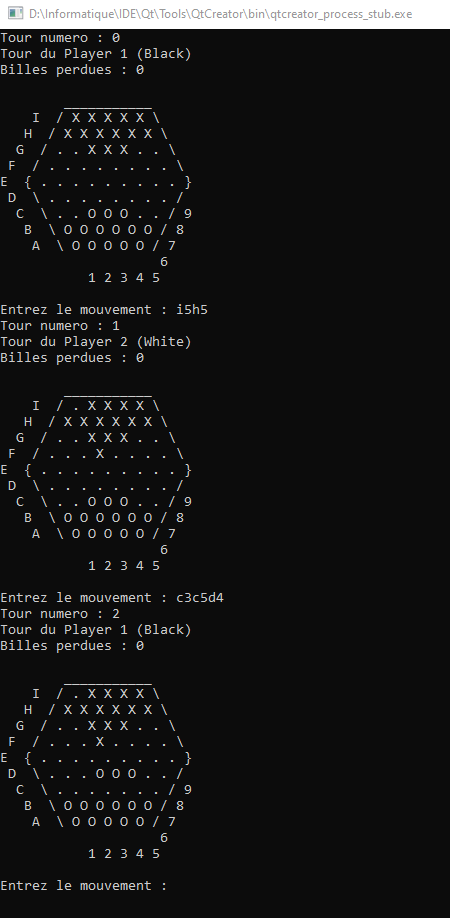 D:\Informatique\IDE\Qt\Tools\QtCreator\bin\qtcreator_process_stub.exe
Tour numero : 0
Tour du Player 1 (Black)
Billes perdues : 0
        ___________
    I  / X X X X X \
   H  / X X X X X X \
  G  / . . X X X . . \
 F  / . . . . . . . . \
E  { . . . . . . . . . }
 D  \ . . . . . . . . /
  C  \ . . O O O . . / 9
   B  \ O O O O O O / 8
    A  \ O O O O O / 7
                    6
           1 2 3 4 5
Entrez le mouvement : i5h5
Tour numero : 1
Tour du Player 2 (White)
Billes perdues : 0
        ___________
    I  / . X X X X \
   H  / X X X X X X \
  G  / . . X X X . . \
 F  / . . . X . . . . \
E  { . . . . . . . . . }
 D  \ . . . . . . . . /
  C  \ . . O O O . . / 9
   B  \ O O O O O O / 8
    A  \ O O O O O / 7
                    6
           1 2 3 4 5
Entrez le mouvement : c3c5d4
Tour numero : 2
Tour du Player 1 (Black)
Billes perdues : 0
        ___________
    I  / . X X X X \
   H  / X X X X X X \
  G  / . . X X X . . \
 F  / . . . X . . . . \
E  { . . . . . . . . . }
 D  \ . . . O O O . . /
  C  \ . . . . . . . / 9
   B  \ O O O O O O / 8
    A  \ O O O O O / 7
                    6
           1 2 3 4 5
Entrez le mouvement :